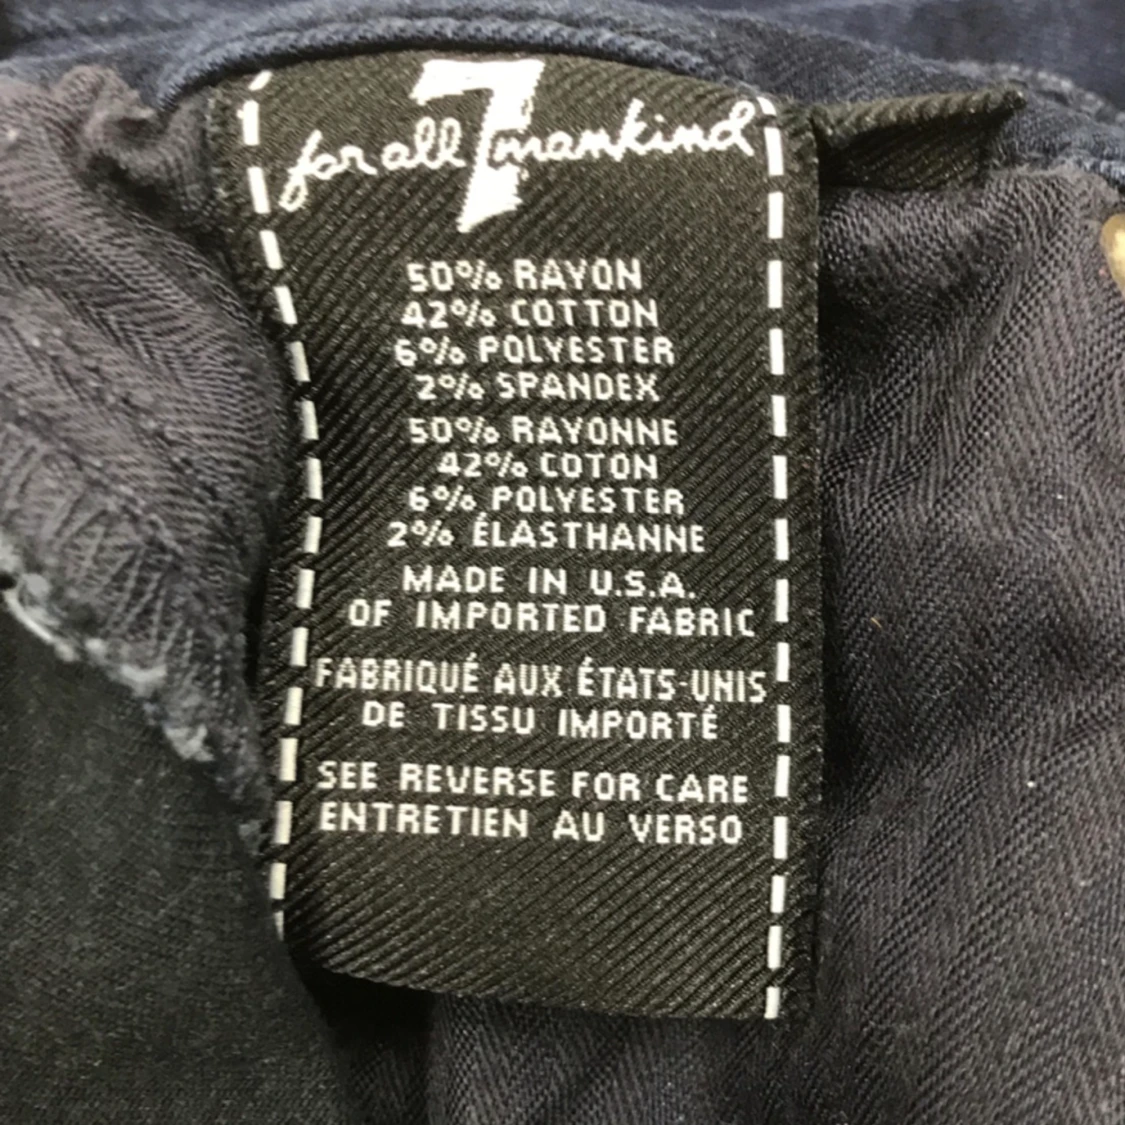 7
for all mankind
50% RAYON
42% COTTON
6% POLYESTER
2% SPANDEX
50% RAYONNE
42% COTON
6% POLYESTER
2% ÉLASTHANNE
MADE IN U.S.A.
OF IMPORTED FABRIC
FABRIQUÉ AUX ÉTATS-UNIS
DE TISSU IMPORTÉ
SEE REVERSE FOR CARE
ENTRETIEN AU VERSO